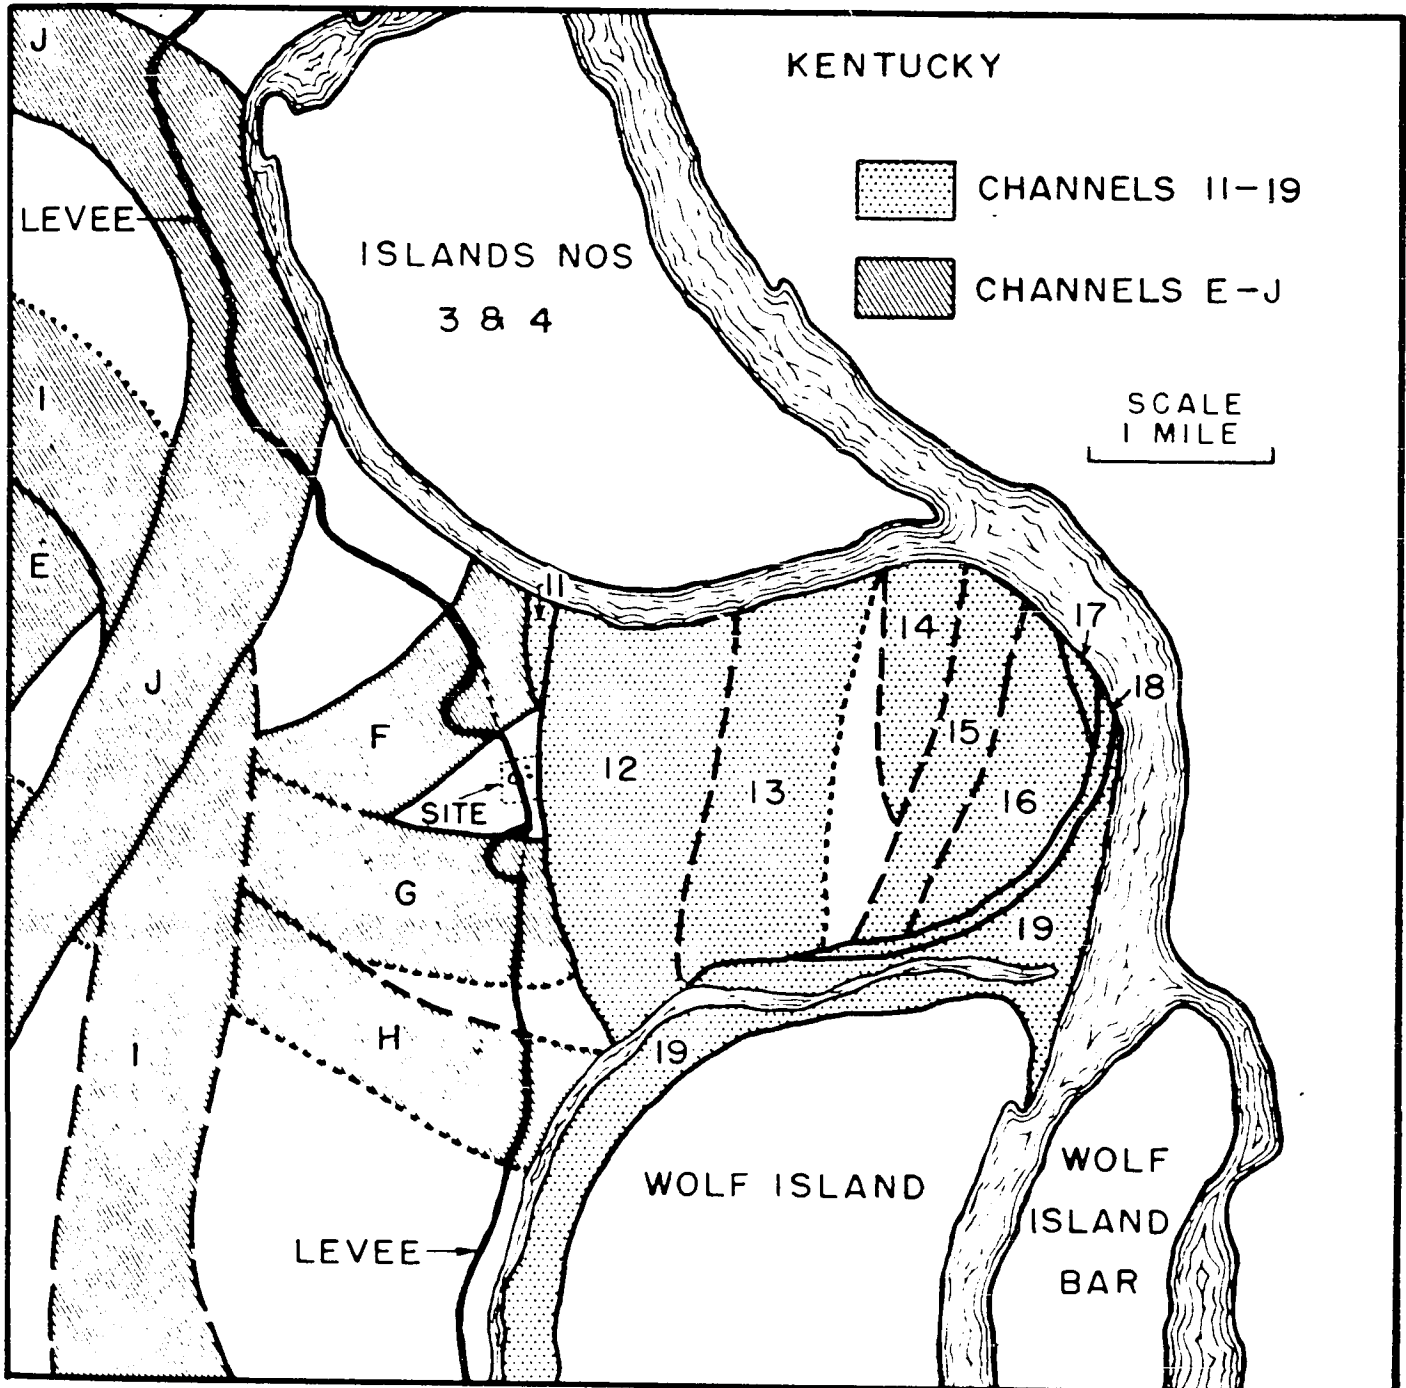 J
KENTUCKY
CHANNELS 11-19
LEVEE
ISLANDS NOS
3 & 4
CHANNELS E-J
I
SCALE
1 MILE
E
11
14
17
J
18
F
15
12
13
16
SITE
G
19
H
I
19
WOLF ISLAND
WOLF
ISLAND
BAR
LEVEE